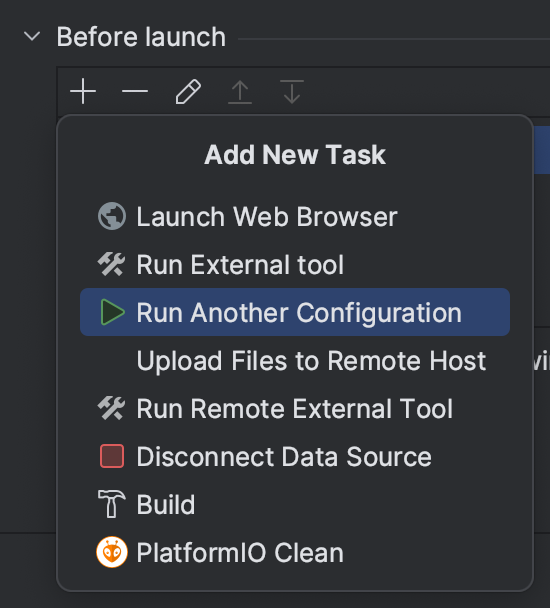 Before launch
Add New Task
Launch Web Browser
Run External tool
Run Another Configuration
Upload Files to Remote Host
Run Remote External Tool
Disconnect Data Source
Build
PlatformIO Clean